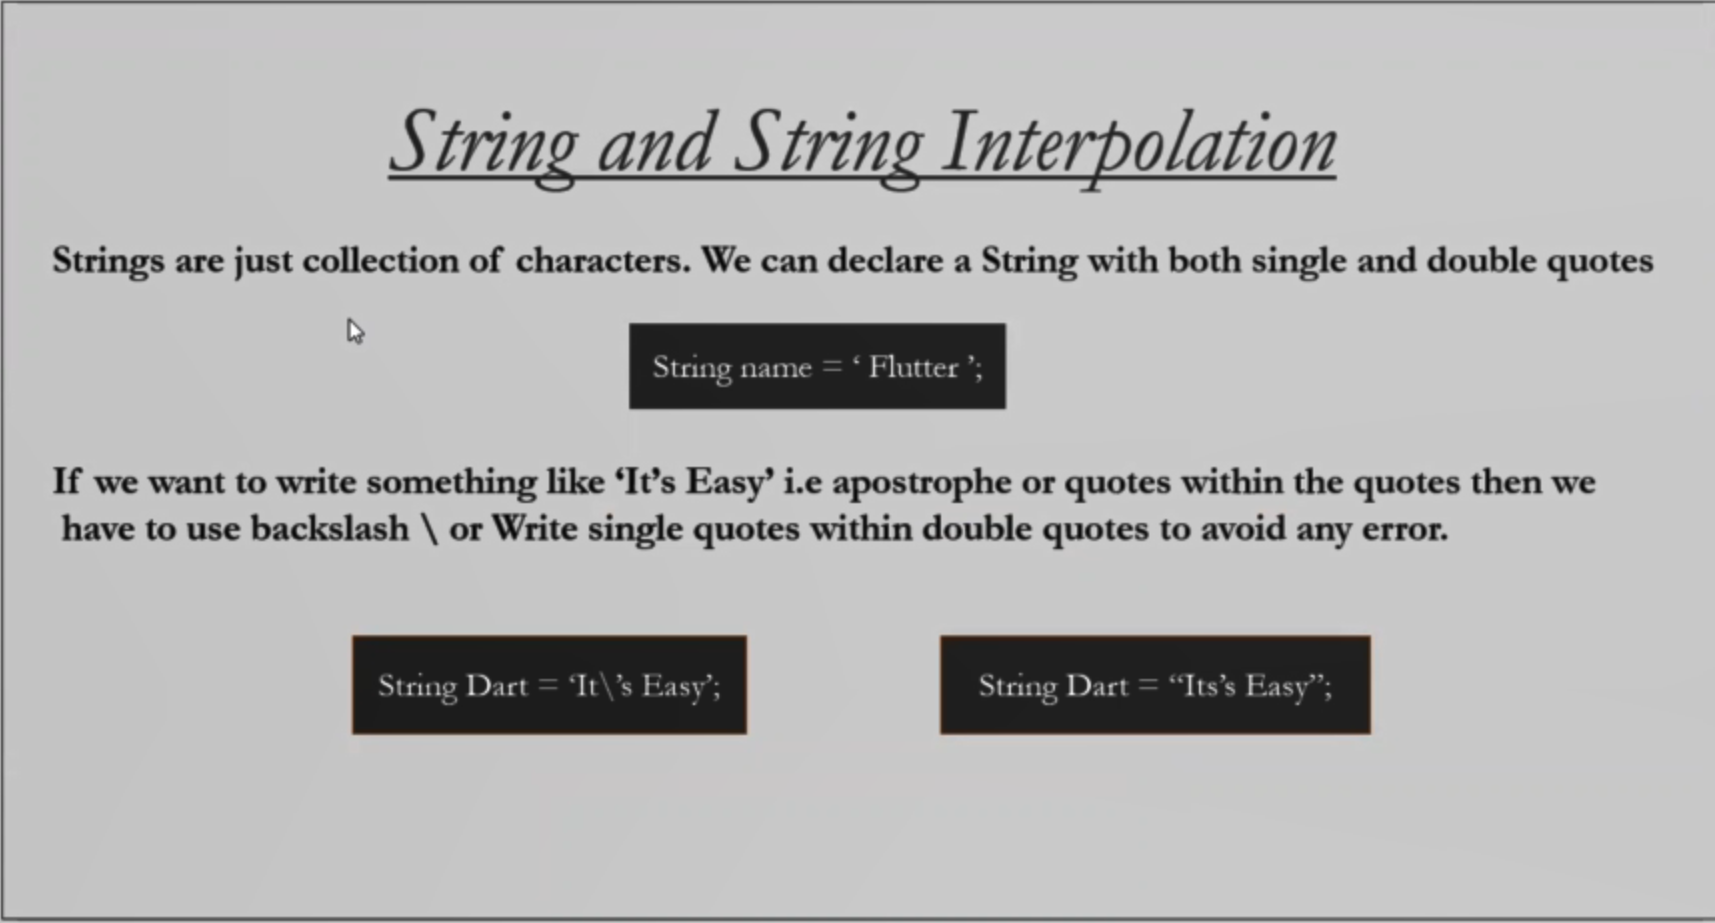 String and String Interpolation
Strings are just collection of characters. We can declare a String with both single and double quotes
String name = ‘ Flutter ’;
If we want to write something like ‘It’s Easy’ i.e apostrophe or quotes within the quotes then we
have to use backslash \ or Write single quotes within double quotes to avoid any error.
String Dart = ‘It\’s Easy’;
String Dart = “Its’s Easy”;